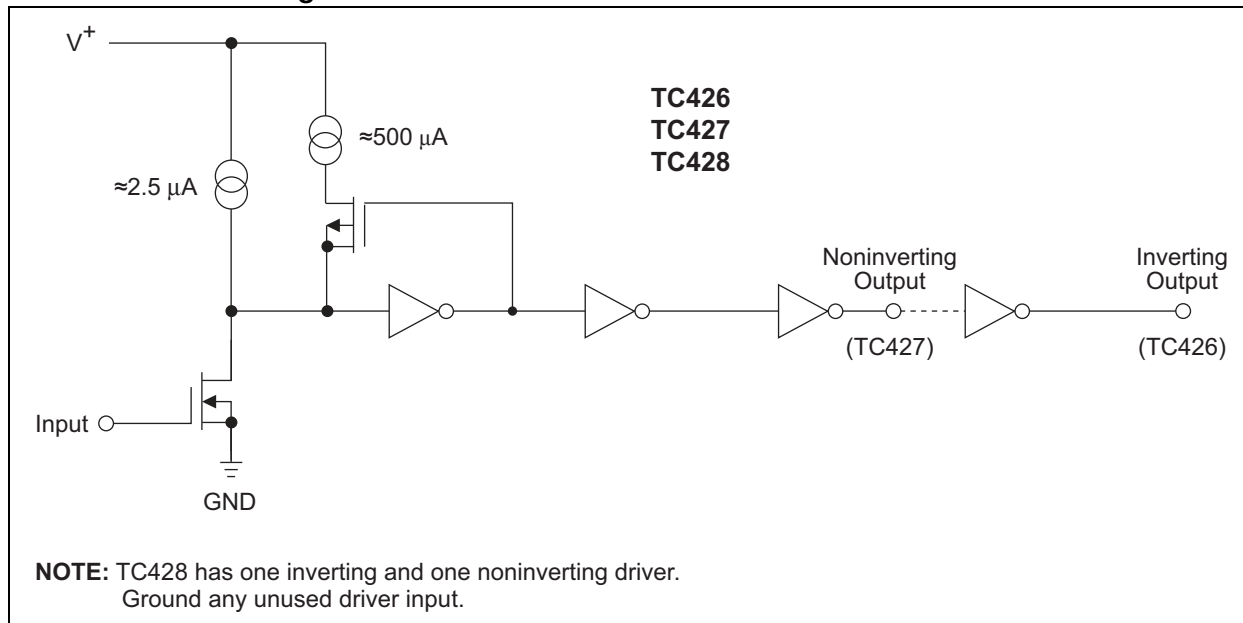 V+
≈500 μA
≈2.5 μA
TC426
TC427
TC428
Noninverting
Output
(TC427)
Inverting
Output
(TC426)
Input
GND
NOTE: TC428 has one inverting and one noninverting driver.
Ground any unused driver input.